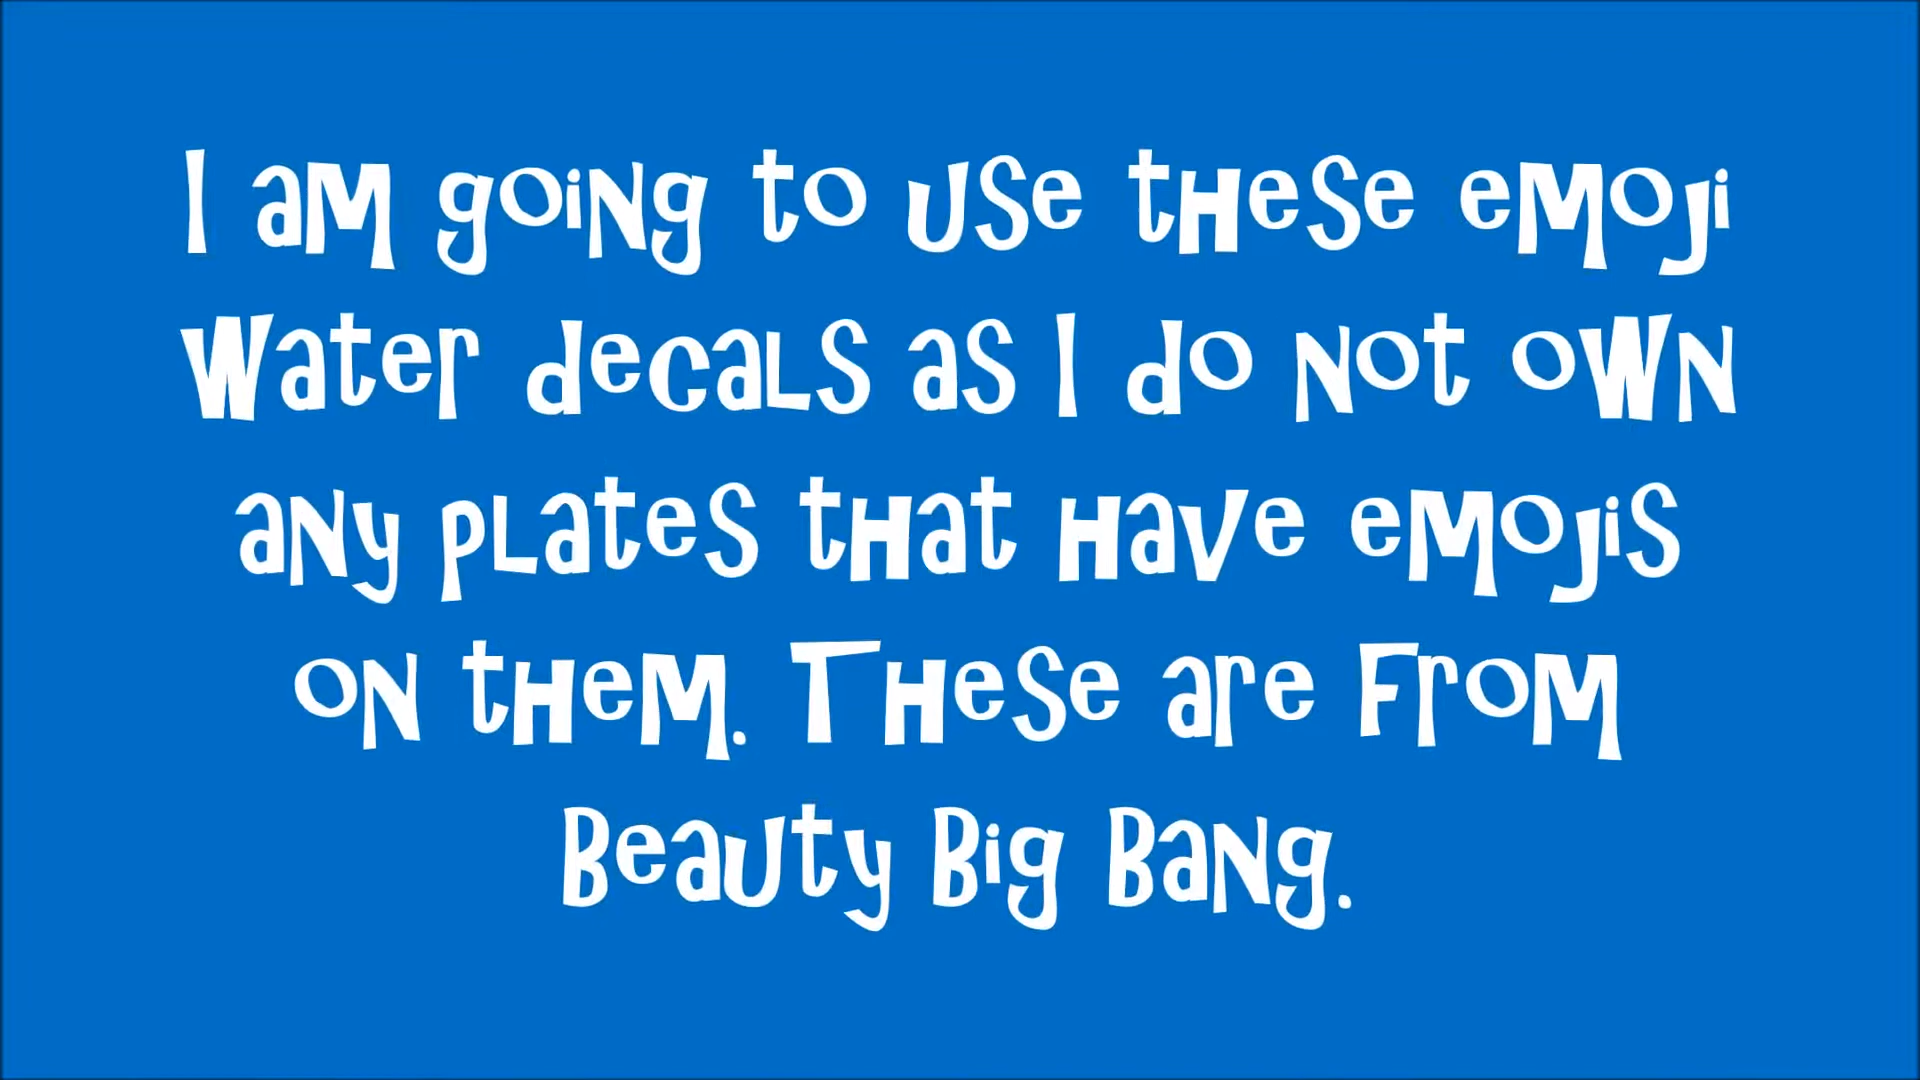 I am going to use these emoji
water decals as I do not own
any plates that have emojis
on them. These are from
Beauty Big Bang.